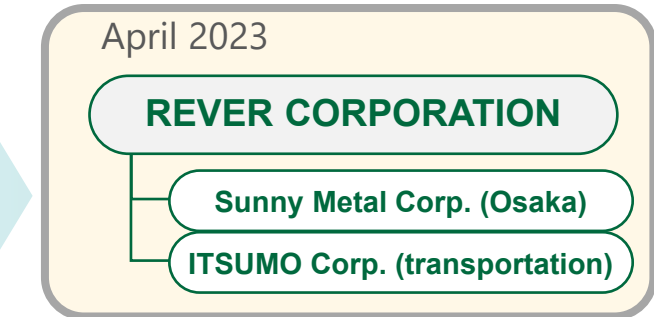 April 2023
REVER CORPORATION
Sunny Metal Corp. (Osaka)
ITSUMO Corp. (transportation)